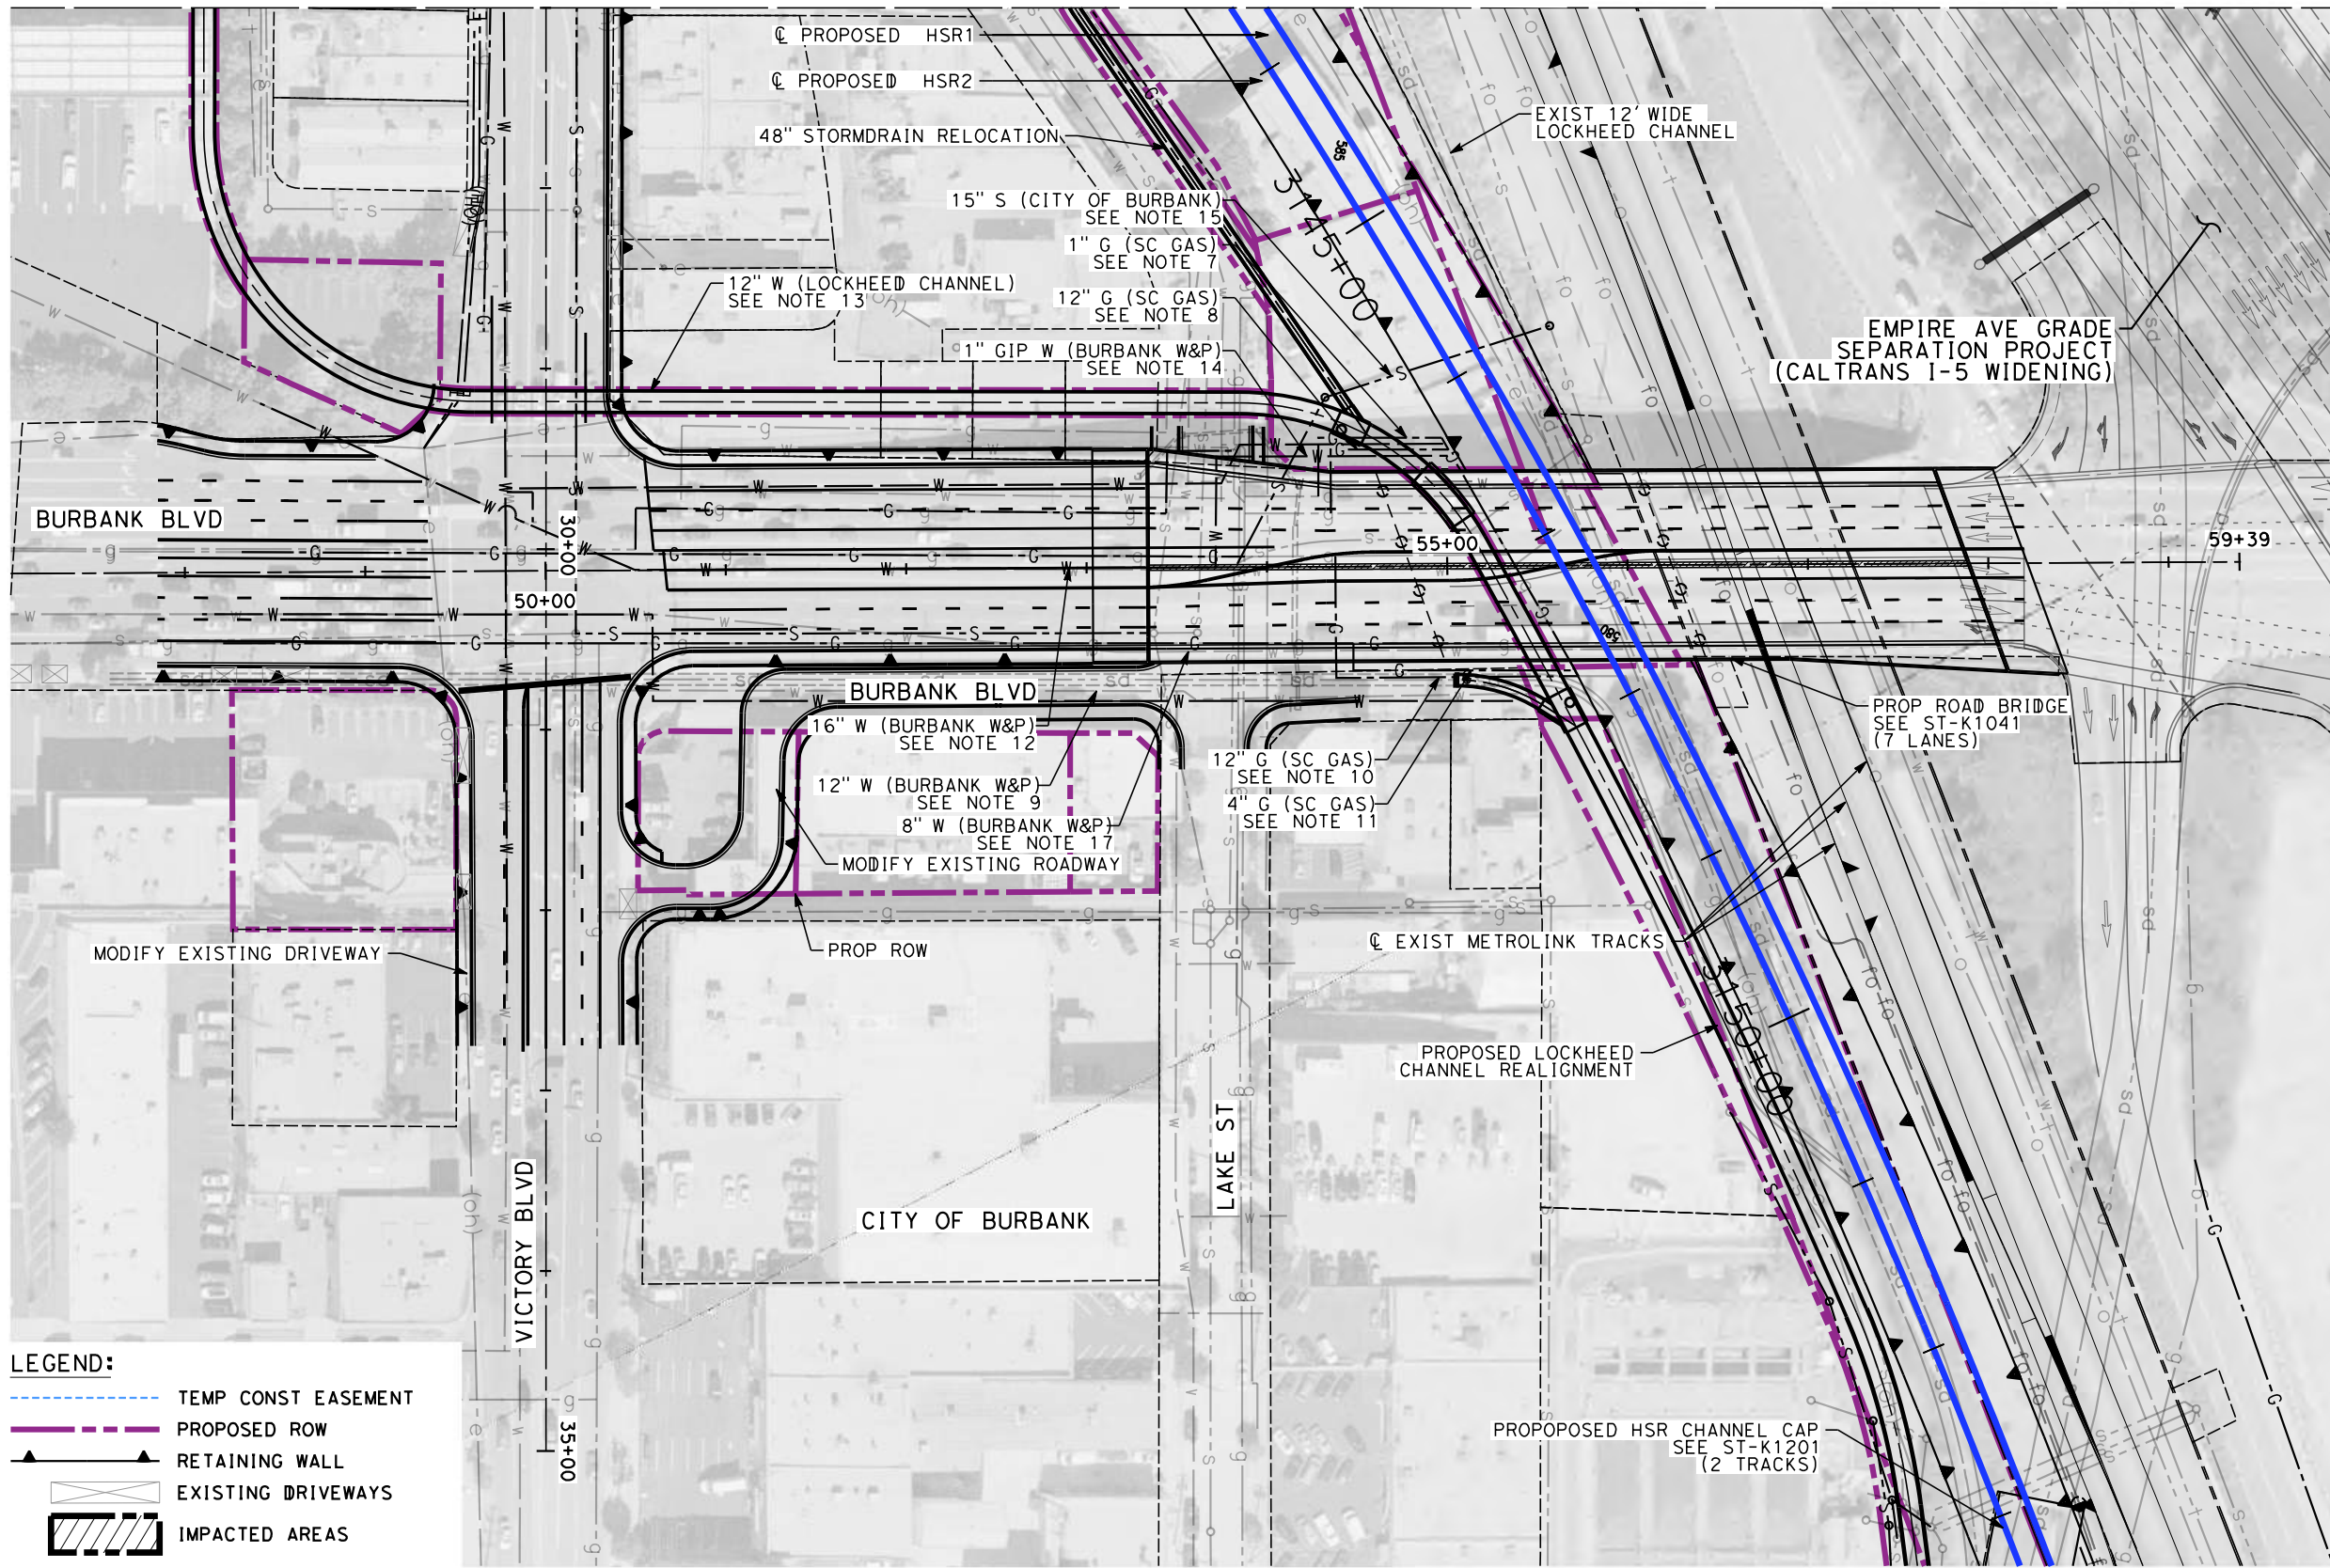 ℄ PROPOSED HSR1
℄ PROPOSED HSR2
48" STORMDRAIN RELOCATION
EXIST 12' WIDE
LOCKHEED CHANNEL
15" S (CITY OF BURBANK)
SEE NOTE 15
1" G (SC GAS)
SEE NOTE 7
12" W (LOCKHEED CHANNEL)
SEE NOTE 13
12" G (SC GAS)
SEE NOTE 8
1" GIP W (BURBANK W&P)
SEE NOTE 14
585
3145+00
EMPIRE AVE GRADE
SEPARATION PROJECT
(CALTRANS I-5 WIDENING)
BURBANK BLVD
30+00
50+00
55+00
59+39
580
BURBANK BLVD
16" W (BURBANK W&P)
SEE NOTE 12
12" W (BURBANK W&P)
SEE NOTE 9
8" W (BURBANK W&P)
SEE NOTE 17
MODIFY EXISTING ROADWAY
12" G (SC GAS)
SEE NOTE 10
4" G (SC GAS)
SEE NOTE 11
PROP ROAD BRIDGE
SEE ST-K1041
(7 LANES)
MODIFY EXISTING DRIVEWAY
PROP ROW
℄ EXIST METROLINK TRACKS
3150+00
PROPOSED LOCKHEED
CHANNEL REALIGNMENT
VICTORY BLVD
LAKE ST
CITY OF BURBANK
35+00
PROPOPOSED HSR CHANNEL CAP
SEE ST-K1201
(2 TRACKS)
LEGEND:
TEMP CONST EASEMENT
PROPOSED ROW
RETAINING WALL
EXISTING DRIVEWAYS
IMPACTED AREAS